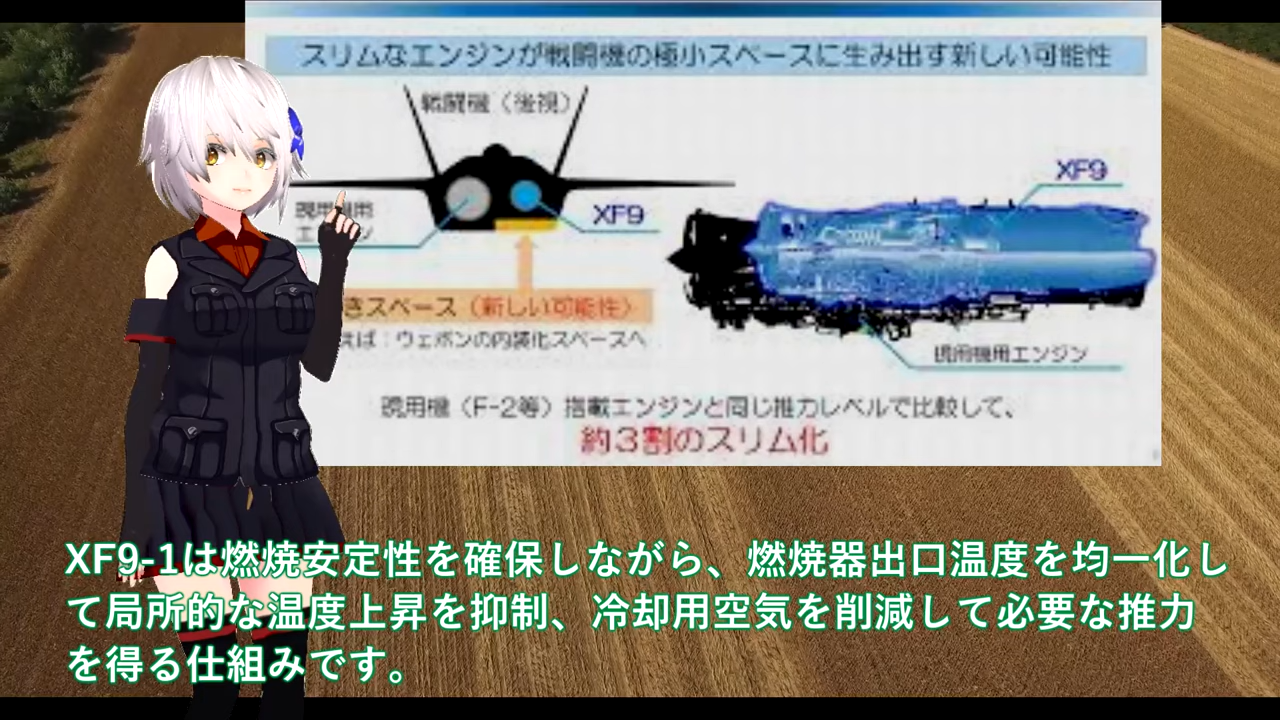 スリムなエンジンが戦闘機の極小スペースに生み出す新しい可能性
戦闘機（後視）
XF9
XF9
きスペース（新しい可能性）
えば：ウェポンの内装化スペースへ
現用機用エンジン
現用機（F-2等）搭載エンジンと同じ推力レベルで比較して、
約３割のスリム化
XF9-1は燃焼安定性を確保しながら、燃焼器出口温度を均一化し
て局所的な温度上昇を抑制、冷却用空気を削減して必要な推力
を得る仕組みです。